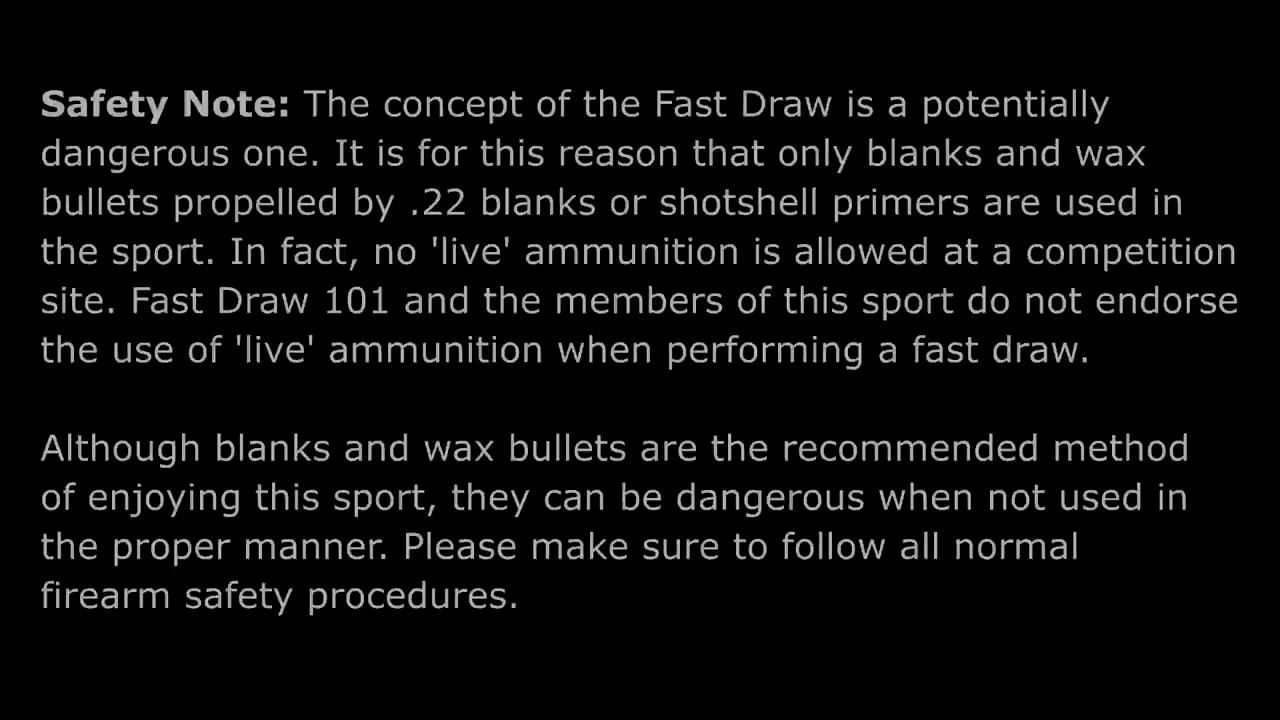 Safety Note: The concept of the Fast Draw is a potentially
dangerous one. It is for this reason that only blanks and wax
bullets propelled by .22 blanks or shotshell primers are used in
the sport. In fact, no 'live' ammunition is allowed at a competition
site. Fast Draw 101 and the members of this sport do not endorse
the use of 'live' ammunition when performing a fast draw.
Although blanks and wax bullets are the recommended method
of enjoying this sport, they can be dangerous when not used in
the proper manner. Please make sure to follow all normal
firearm safety procedures.